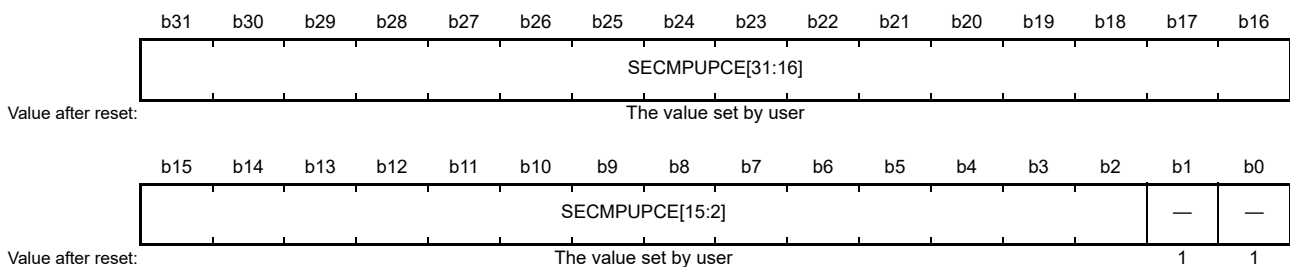 b31 b30 b29 b28 b27 b26 b25 b24 b23 b22 b21 b20 b19 b18 b17 b16
SECMPUPCE[31:16]
Value after reset: The value set by user
b15 b14 b13 b12 b11 b10 b9 b8 b7 b6 b5 b4 b3 b2 b1 b0
SECMPUPCE[15:2] — —
Value after reset: The value set by user 1 1